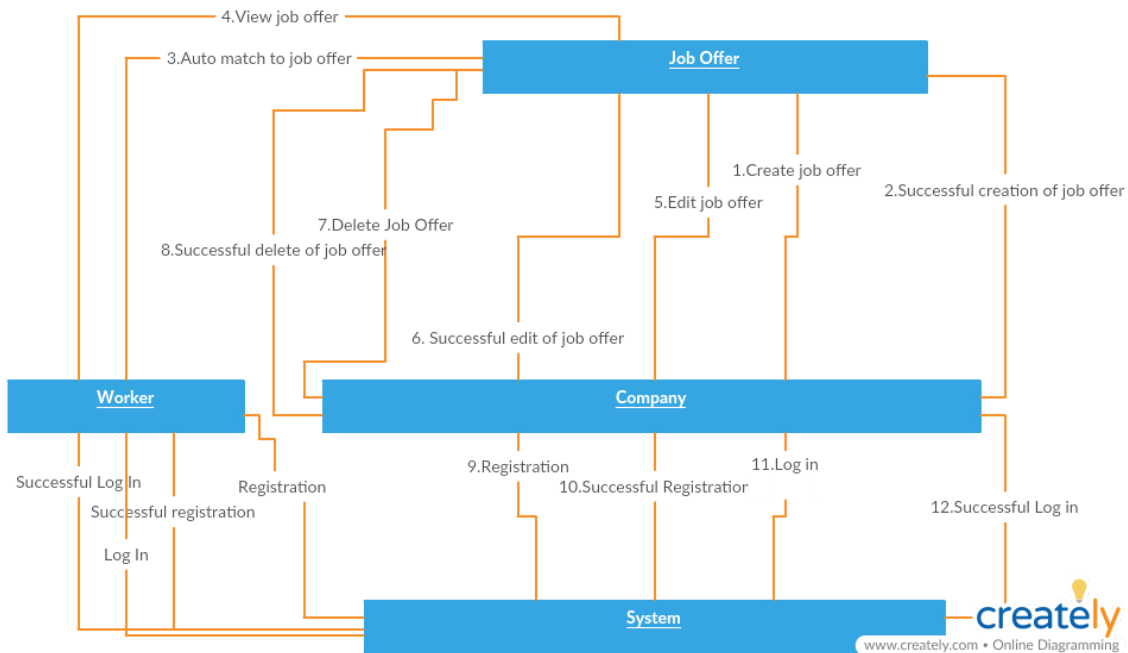 4.View job offer
3.Auto match to job offer
Job Offer
1.Create job offer
2.Successful creation of job offer
5.Edit job offer
7.Delete Job Offer
8.Successful delete of job offer
6. Successful edit of job offer
Worker
Company
9.Registration
11.Log in
Successful Log In
Registration
10.Successful Registration
Successful registration
12.Successful Log in
Log In
System
creately
www.creately.com • Online Diagramming